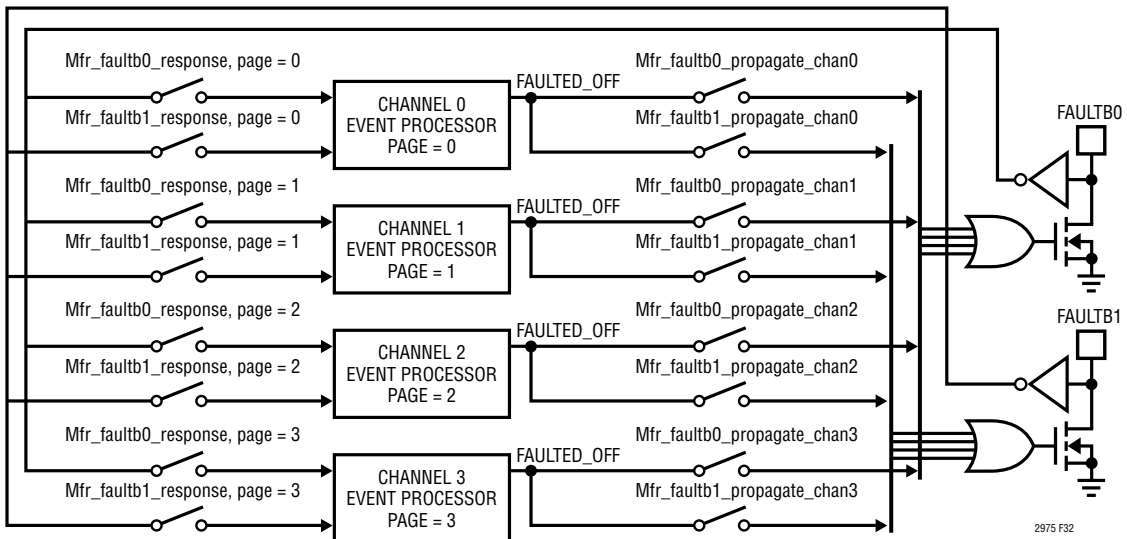 Mfr_faultb0_response, page = 0
Mfr_faultb1_response, page = 0
CHANNEL 0
EVENT PROCESSOR
PAGE = 0
FAULTED_OFF
Mfr_faultb0_propagate_chan0
Mfr_faultb1_propagate_chan0
FAULTB0
Mfr_faultb0_response, page = 1
Mfr_faultb1_response, page = 1
CHANNEL 1
EVENT PROCESSOR
PAGE = 1
FAULTED_OFF
Mfr_faultb0_propagate_chan1
Mfr_faultb1_propagate_chan1
Mfr_faultb0_response, page = 2
Mfr_faultb1_response, page = 2
CHANNEL 2
EVENT PROCESSOR
PAGE = 2
FAULTED_OFF
Mfr_faultb0_propagate_chan2
Mfr_faultb1_propagate_chan2
FAULTB1
Mfr_faultb0_response, page = 3
Mfr_faultb1_response, page = 3
CHANNEL 3
EVENT PROCESSOR
PAGE = 3
FAULTED_OFF
Mfr_faultb0_propagate_chan3
Mfr_faultb1_propagate_chan3
2975 F32